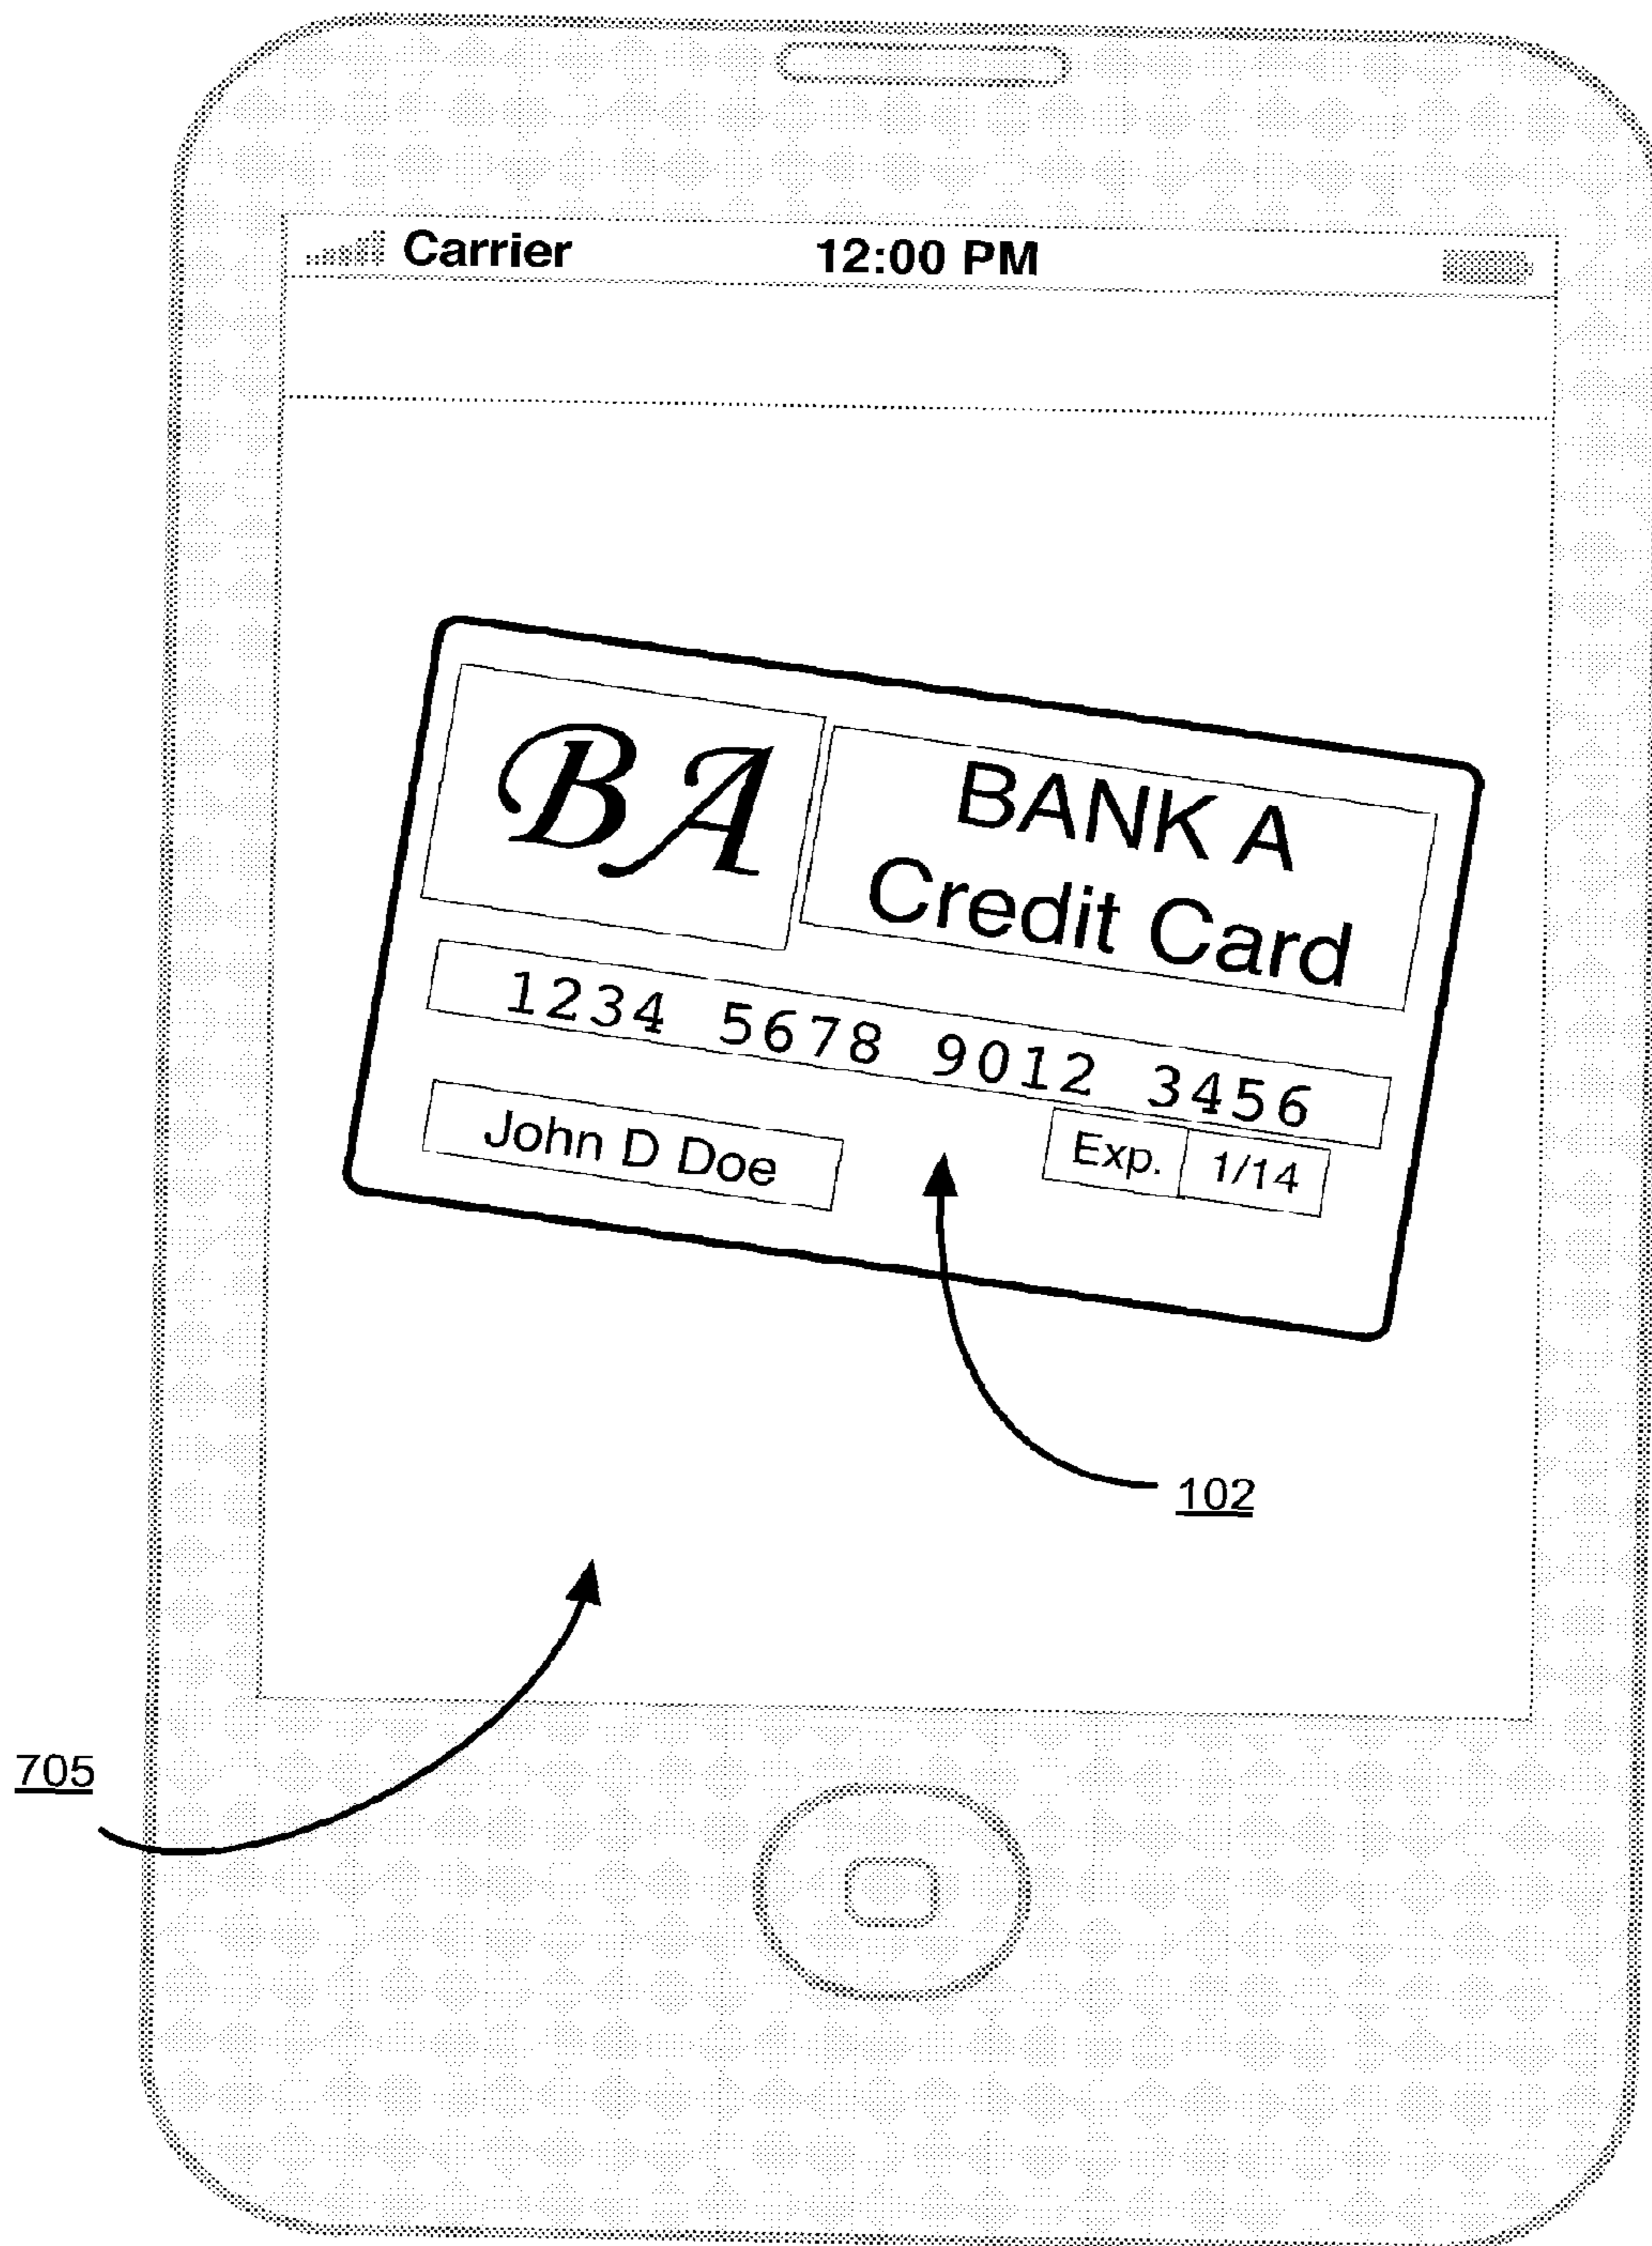 Carrier 12:00 PM
BA
BANK A
Credit Card
1234 5678 9012 3456
John D Doe
Exp. 1/14
102
705